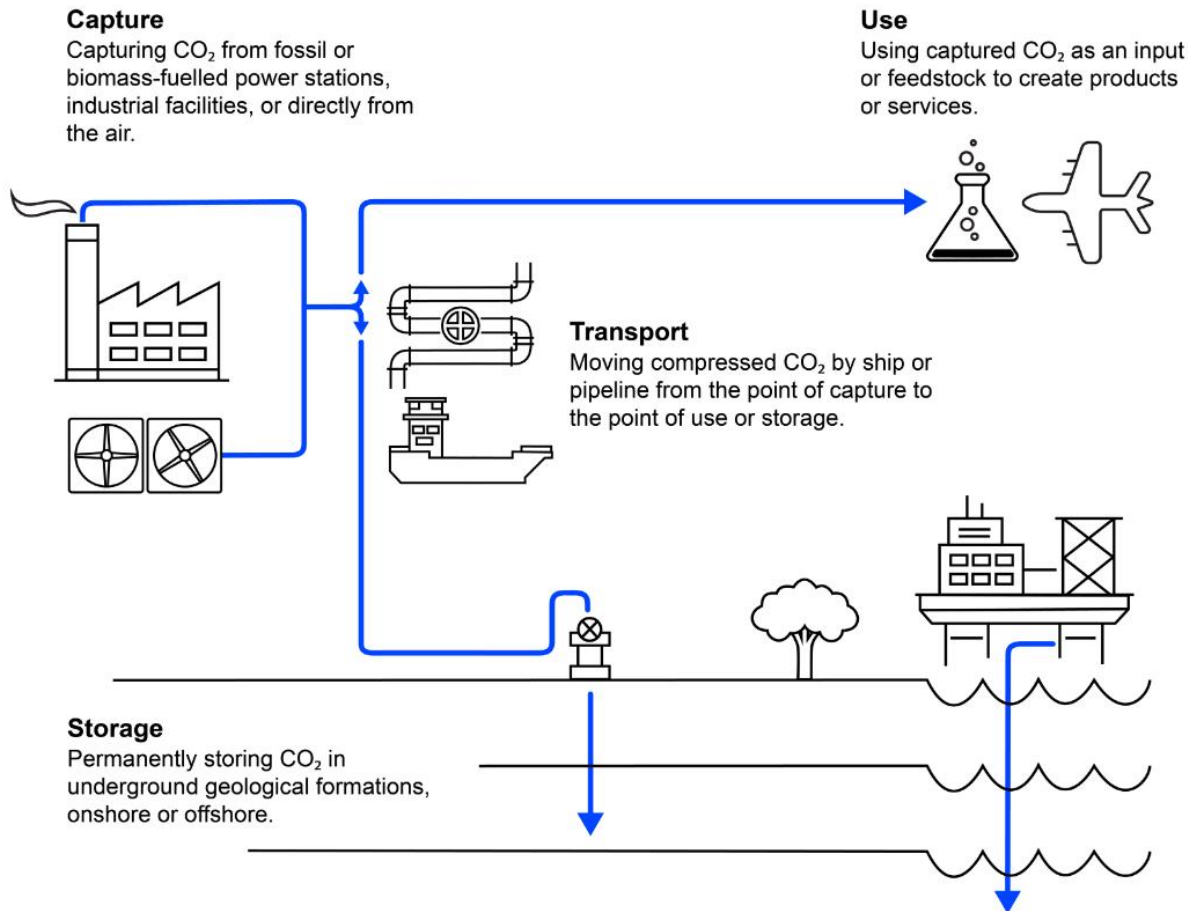 Capture
Capturing CO₂ from fossil or
biomass-fuelled power stations,
industrial facilities, or directly from
the air.
Use
Using captured CO₂ as an input
or feedstock to create products
or services.
Transport
Moving compressed CO₂ by ship or
pipeline from the point of capture to
the point of use or storage.
Storage
Permanently storing CO₂ in
underground geological formations,
onshore or offshore.